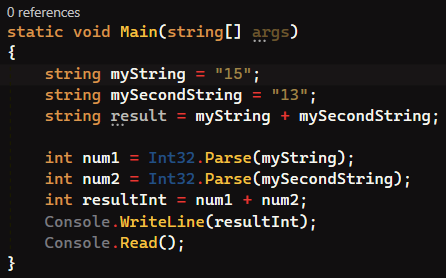 0 references
static void Main(string[] args)
{
    string myString = "15";
    string mySecondString = "13";
    string result = myString + mySecondString;

    int num1 = Int32.Parse(myString);
    int num2 = Int32.Parse(mySecondString);
    int resultInt = num1 + num2;
    Console.WriteLine(resultInt);
    Console.Read();
}